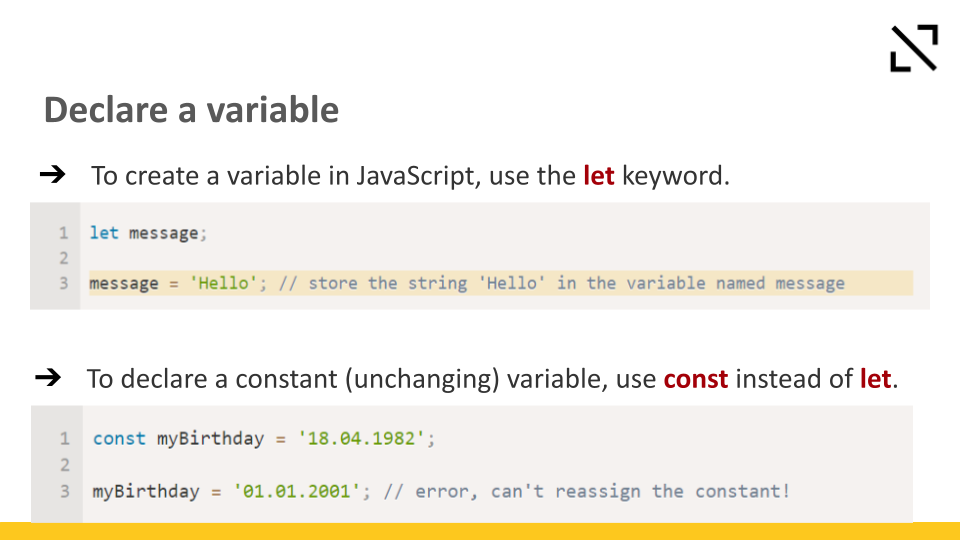 Declare a variable
➔ To create a variable in JavaScript, use the let keyword.
1 let message;
2
3 message = 'Hello'; // store the string 'Hello' in the variable named message
➔ To declare a constant (unchanging) variable, use const instead of let.
1 const myBirthday = '18.04.1982';
2
3 myBirthday = '01.01.2001'; // error, can't reassign the constant!